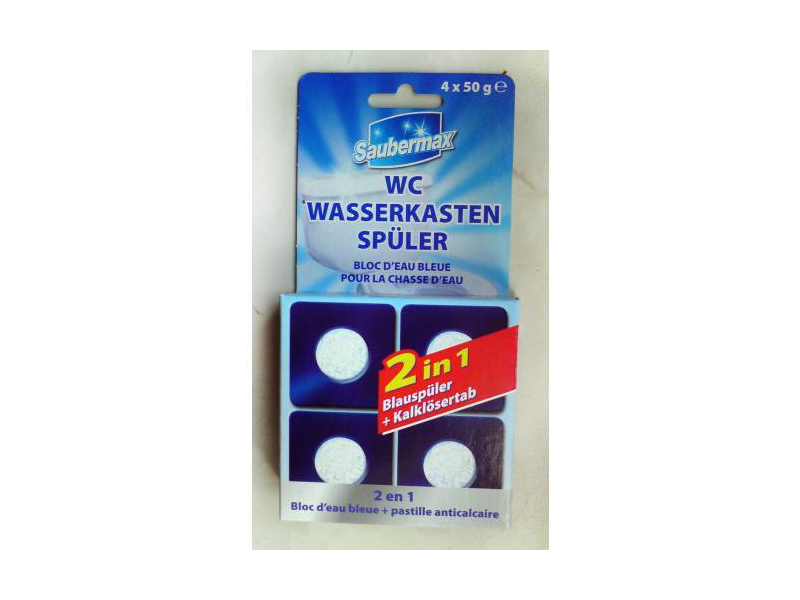 4 x 50 g ℮
Saubermax
WC
WASSERKASTEN
SPÜLER
BLOC D'EAU BLEUE
POUR LA CHASSE D'EAU
2 in 1
Blauspüler
+ Kalklösertab
2 en 1
Bloc d'eau bleue + pastille anticalcaire